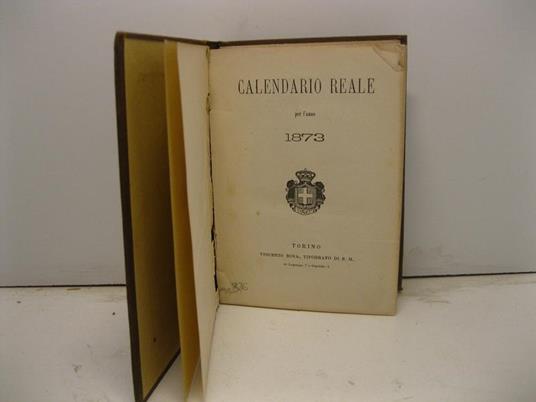 CALENDARIO REALE
per l'anno
1873
TORINO
VINCENZO BONA, TIPOGRAFO DI S. M.